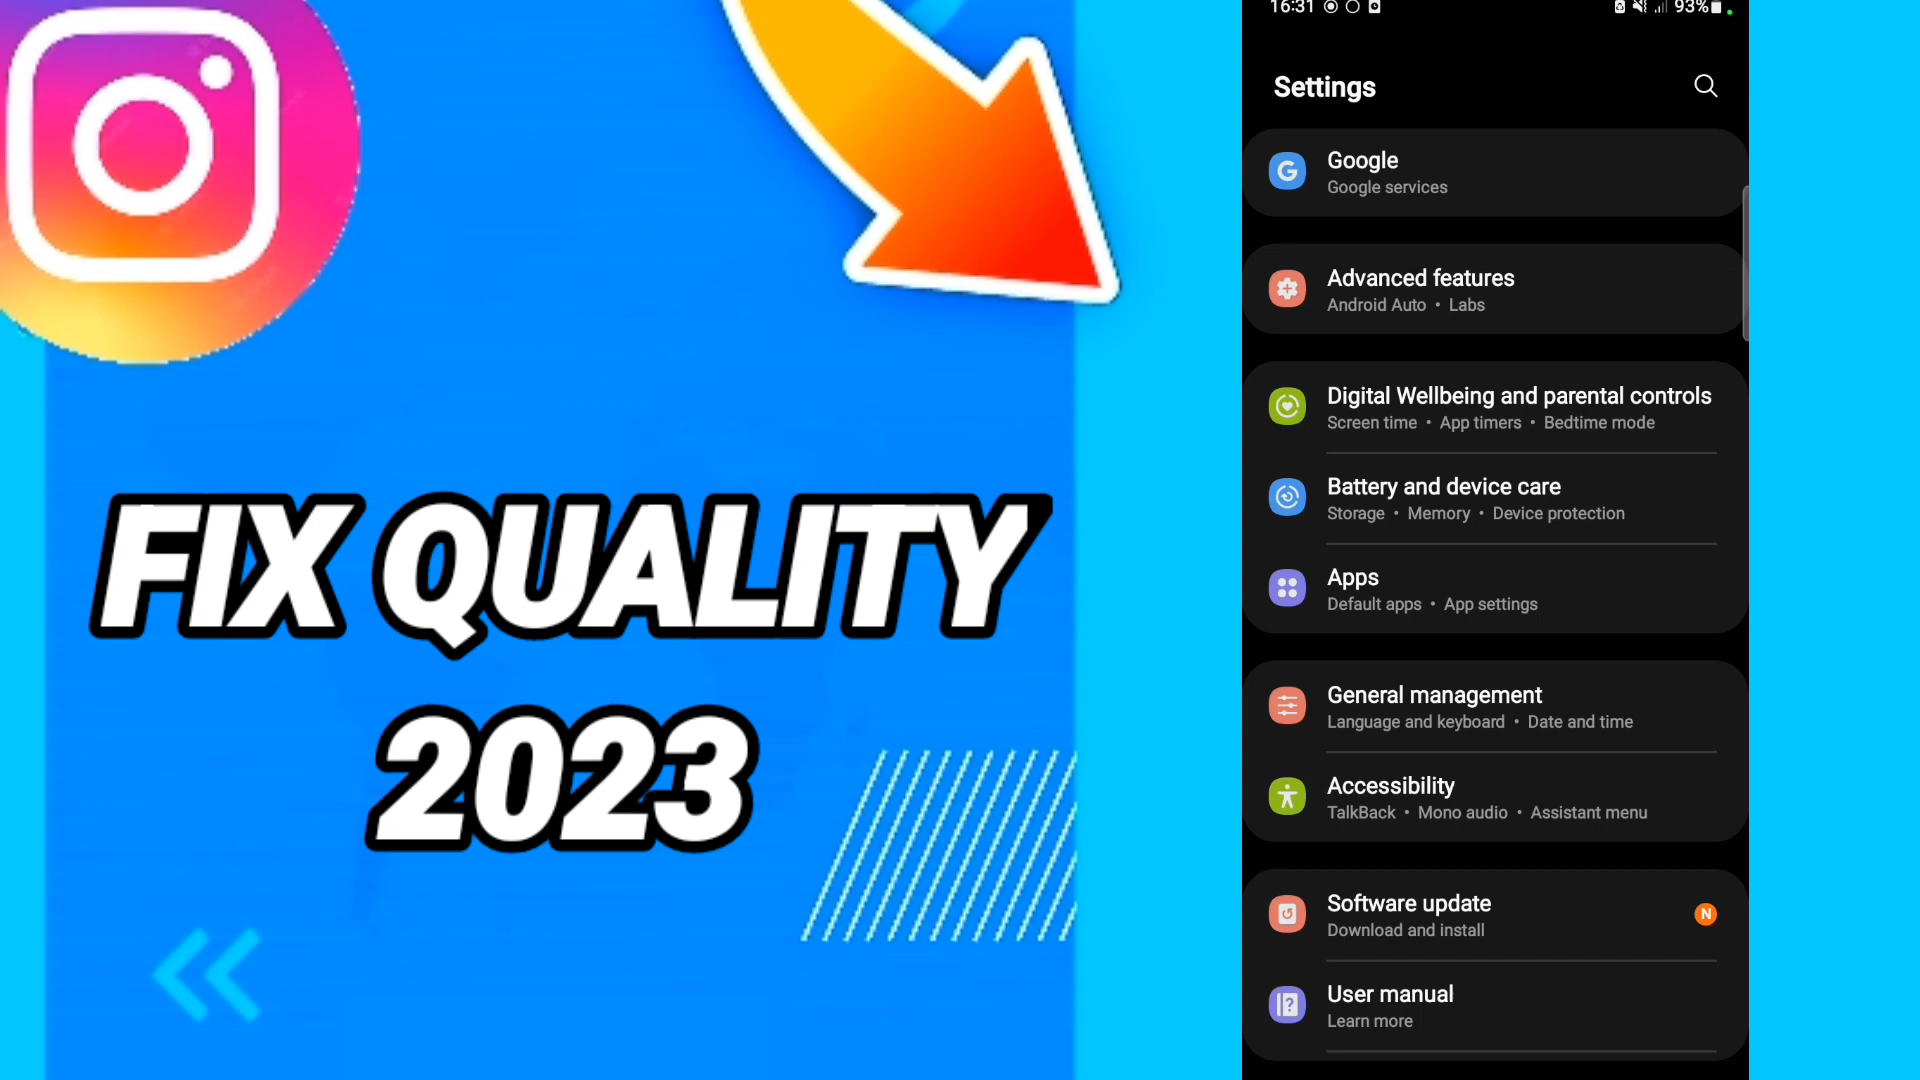 FIX QUALITY
2023
16:31
93%
Settings
Google
Google services
Advanced features
Android Auto • Labs
Digital Wellbeing and parental controls
Screen time • App timers • Bedtime mode
Battery and device care
Storage • Memory • Device protection
Apps
Default apps • App settings
General management
Language and keyboard • Date and time
Accessibility
TalkBack • Mono audio • Assistant menu
Software update
N
Download and install
User manual
Learn more